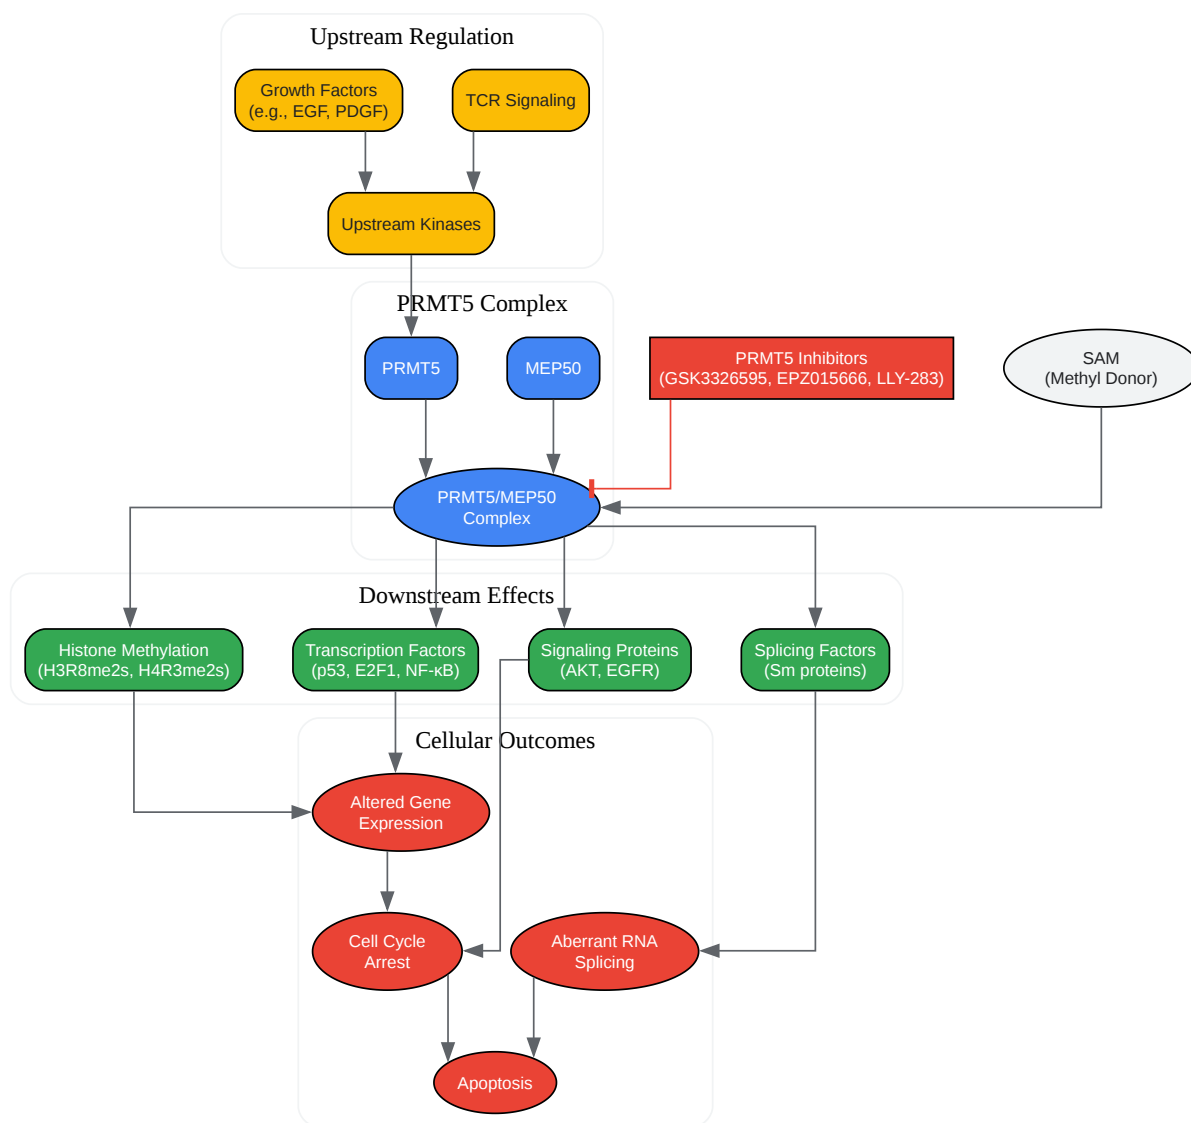 Upstream Regulation
Growth Factors
(e.g., EGF, PDGF)
TCR Signaling
Upstream Kinases
PRMT5 Complex
PRMT5
MEP50
PRMT5 Inhibitors
(GSK3326595, EPZ015666, LLY-283)
SAM
(Methyl Donor)
PRMT5/MEP50
Complex
Downstream Effects
Histone Methylation
(H3R8me2s, H4R3me2s)
Transcription Factors
(p53, E2F1, NF-κB)
Signaling Proteins
(AKT, EGFR)
Splicing Factors
(Sm proteins)
Cellular Outcomes
Altered Gene
Expression
Cell Cycle
Arrest
Aberrant RNA
Splicing
Apoptosis